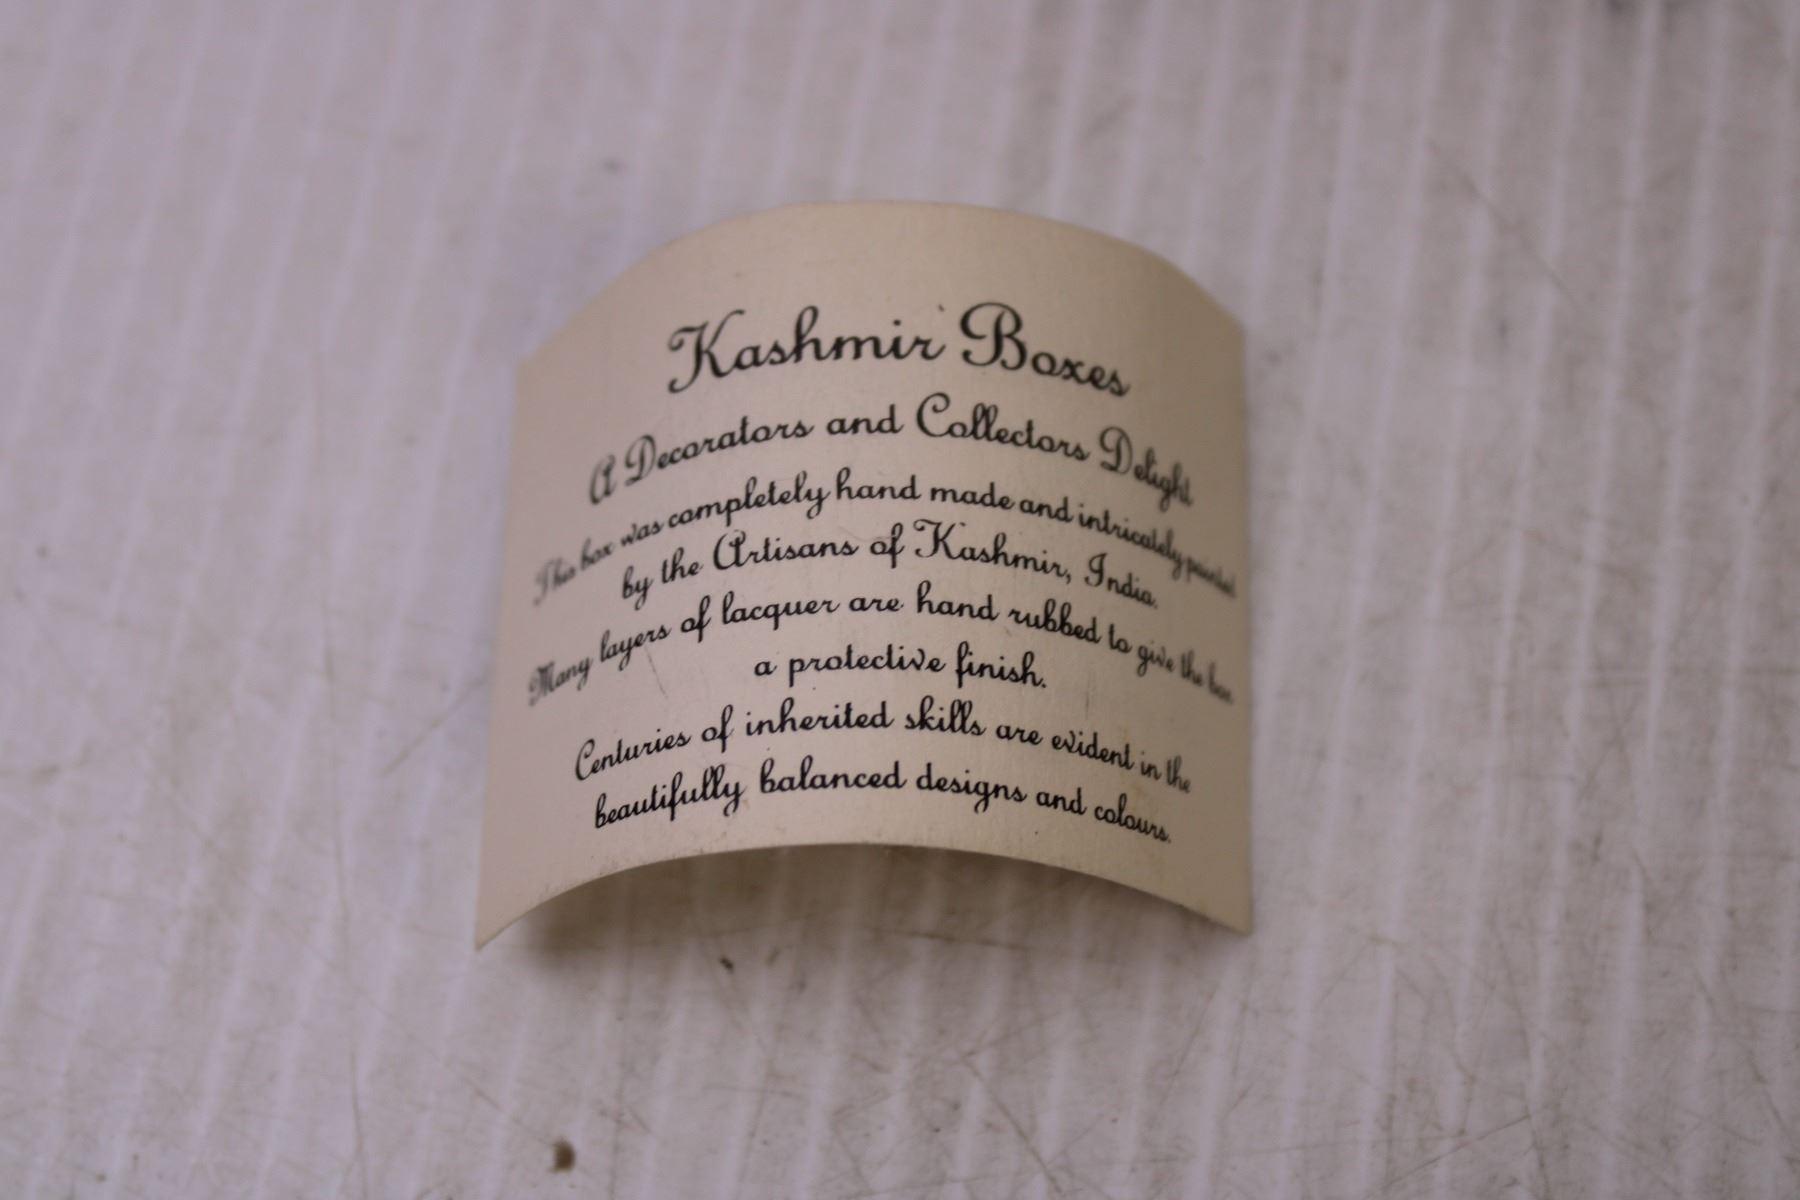 Kashmir Boxes
A Decorators and Collectors Delight
This box was completely hand made and intricately painted
by the Artisans of Kashmir, India.
Many layers of lacquer are hand rubbed to give the box
a protective finish.
Centuries of inherited skills are evident in the
beautifully balanced designs and colours.